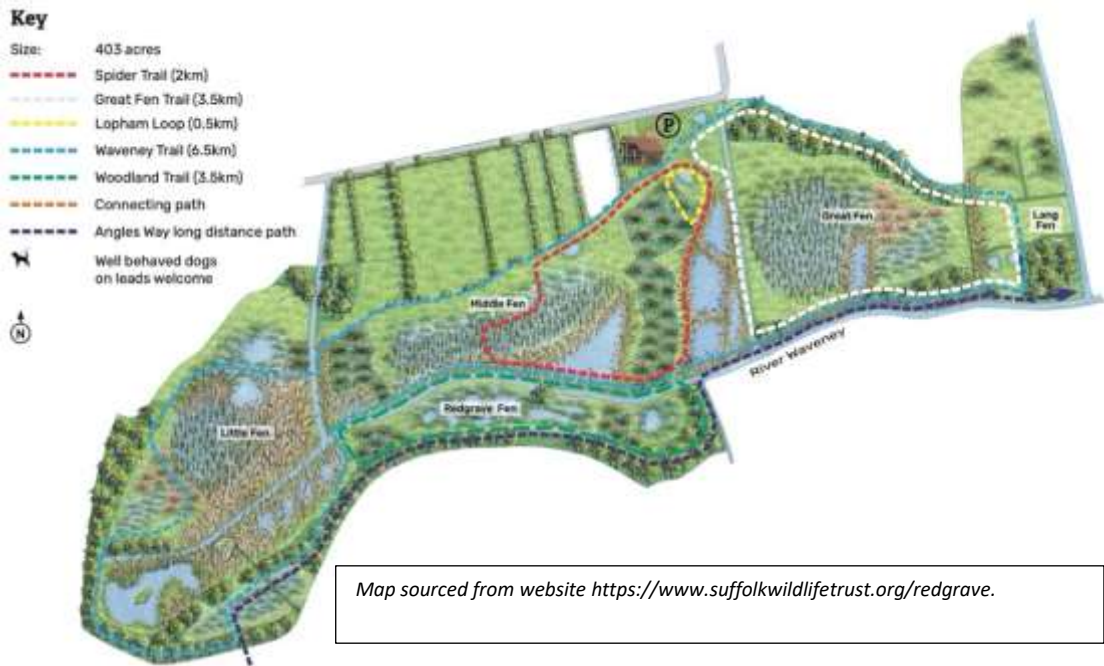 Key
Size: 403 acres
Spider Trail (2km)
Great Fen Trail (3.5km)
Lopham Loop (0.5km)
Waveney Trail (6.5km)
Woodland Trail (3.5km)
Connecting path
Angles Way long distance path
Well behaved dogs
on leads welcome
N
P
Great Fen
Lang
Fen
Middle Fen
River Waveney
Redgrave Fen
Little Fen
Map sourced from website https://www.suffolkwildlifetrust.org/redgrave.